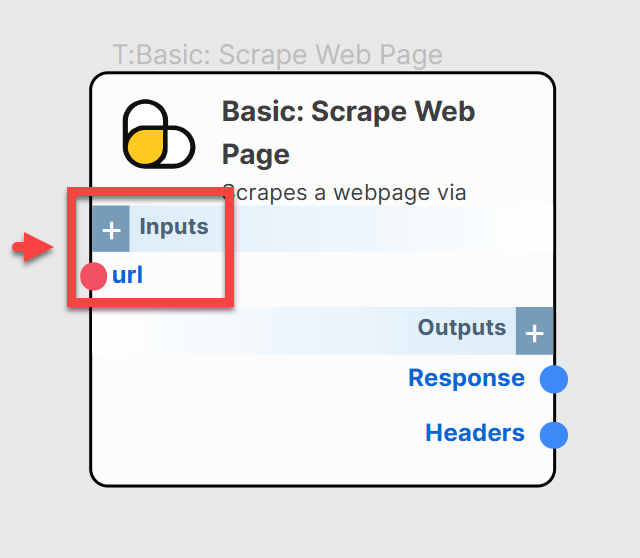 T:Basic: Scrape Web Page
Basic: Scrape Web
Page
Scrapes a webpage via
+ Inputs
url
Outputs +
Response
Headers